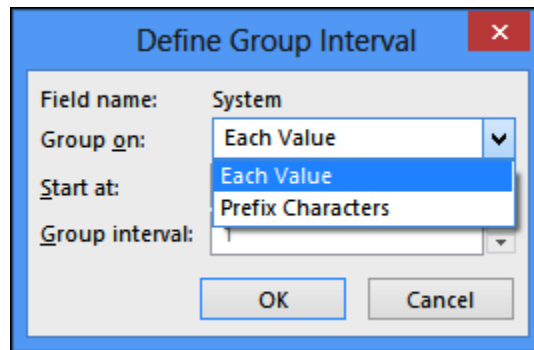 Define Group Interval
Field name: System
Group on: Each Value
Each Value
Start at:
Prefix Characters
Group interval: 1
OK Cancel